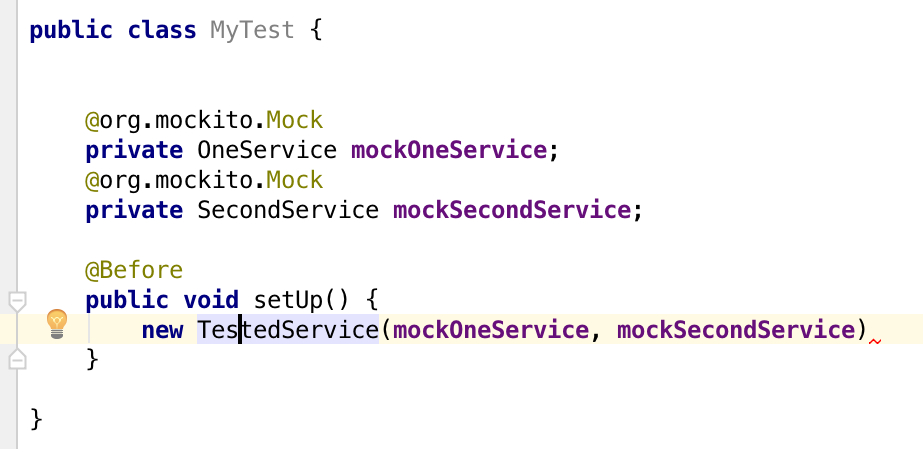 public class MyTest {
@org.mockito.Mock
private OneService mockOneService;
@org.mockito.Mock
private SecondService mockSecondService;
@Before
public void setUp() {
new TestedService(mockOneService, mockSecondService)
}
}